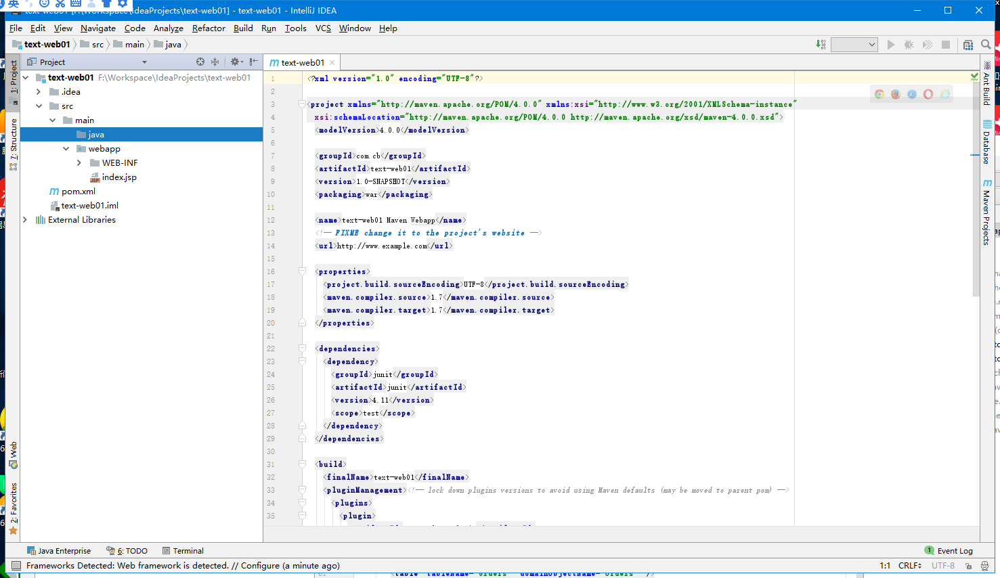 text-web01 [F:\Workspace\IdeaProjects\text-web01] - text-web01 - IntelliJ IDEA
File Edit View Navigate Code Analyze Refactor Build Run Tools VCS Window Help
text-web01 src main java
Project
text-web01
1: Project
7: Structure
Web
2: Favorites
text-web01 F:\Workspace\IdeaProjects\text-web01
.idea
src
main
java
webapp
WEB-INF
index.jsp
pom.xml
text-web01.iml
External Libraries
1 <?xml version="1.0" encoding="UTF-8"?>
2
3 <project xmlns="http://maven.apache.org/POM/4.0.0" xmlns:xsi="http://www.w3.org/2001/XMLSchema-instance"
4 xsi:schemaLocation="http://maven.apache.org/POM/4.0.0 http://maven.apache.org/xsd/maven-4.0.0.xsd">
5 <modelVersion>4.0.0</modelVersion>
6
7 <groupId>com.cb</groupId>
8 <artifactId>text-web01</artifactId>
9 <version>1.0-SNAPSHOT</version>
10 <packaging>war</packaging>
11
12 <name>text-web01 Maven Webapp</name>
13 <!-- FIXME change it to the project's website -->
14 <url>http://www.example.com</url>
15
16 <properties>
17 <project.build.sourceEncoding>UTF-8</project.build.sourceEncoding>
18 <maven.compiler.source>1.7</maven.compiler.source>
19 <maven.compiler.target>1.7</maven.compiler.target>
20 </properties>
21
22 <dependencies>
23 <dependency>
24 <groupId>junit</groupId>
25 <artifactId>junit</artifactId>
26 <version>4.11</version>
27 <scope>test</scope>
28 </dependency>
29 </dependencies>
30
31 <build>
32 <finalName>text-web01</finalName>
33 <pluginManagement><!-- lock down plugins versions to avoid using Maven defaults (may be moved to parent pom) -->
34 <plugins>
35 <plugin>
Ant Build
Database
Maven Projects
Java Enterprise 6: TODO Terminal 1 Event Log
Frameworks Detected: Web framework is detected. // Configure (a minute ago) 1:1 CRLF UTF-8